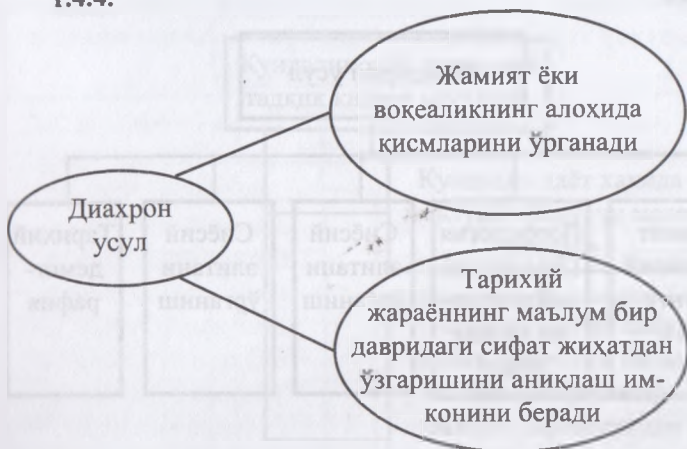 1.4.4.
Жамият ёки
воқеаликнинг алоҳида
қисмларини ўрганади
Диахрон
усул
Тарихий
жараённинг маълум бир
давридаги сифат жиҳатдан
ўзгаришини аниқлаш им-
конини беради